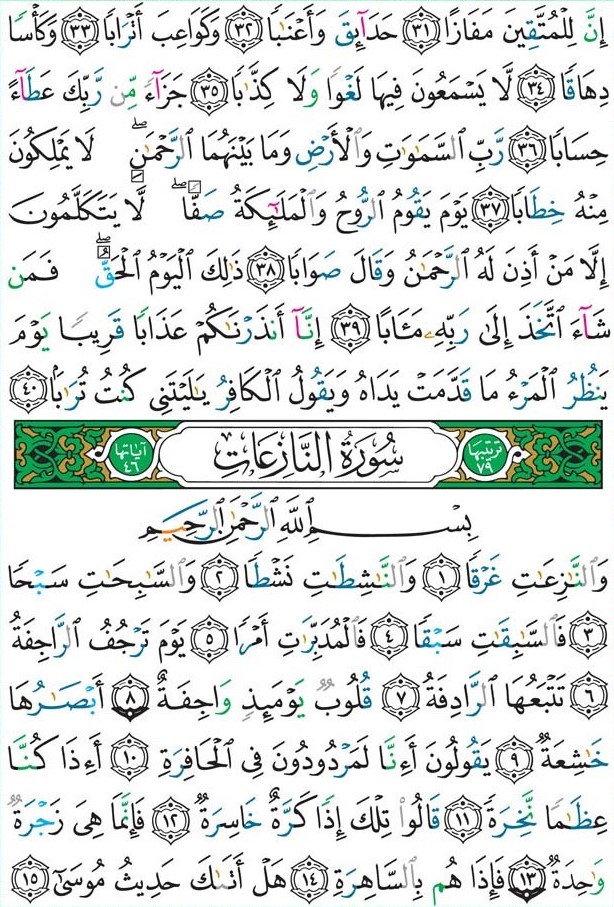 إِنَّ لِلْمُتَّقِينَ مَفَازًا ٣١ حَدَآئِقَ وَأَعْنَٰبًا ٣٢ وَكَوَاعِبَ أَتْرَابًا ٣٣ وَكَأْسًا
دِهَاقًا ٣٤ لَّا يَسْمَعُونَ فِيهَا لَغْوًا وَلَا كِذَّٰبًا ٣٥ جَزَآءً مِّن رَّبِّكَ عَطَآءً
حِسَابًا ٣٦ رَّبِّ ٱلسَّمَٰوَٰتِ وَٱلْأَرْضِ وَمَا بَيْنَهُمَا ٱلرَّحْمَٰنِ ۖ لَا يَمْلِكُونَ
مِنْهُ خِطَابًا ٣٧ يَوْمَ يَقُومُ ٱلرُّوحُ وَٱلْمَلَٰٓئِكَةُ صَفًّا ۖ لَّا يَتَكَلَّمُونَ
إِلَّا مَنْ أَذِنَ لَهُ ٱلرَّحْمَٰنُ وَقَالَ صَوَابًا ٣٨ ذَٰلِكَ ٱلْيَوْمُ ٱلْحَقُّ ۖ فَمَن
شَآءَ ٱتَّخَذَ إِلَىٰ رَبِّهِۦ مَـَٔابًا ٣٩ إِنَّآ أَنذَرْنَٰكُمْ عَذَابًا قَرِيبًا يَوْمَ
يَنظُرُ ٱلْمَرْءُ مَا قَدَّمَتْ يَدَاهُ وَيَقُولُ ٱلْكَافِرُ يَٰلَيْتَنِى كُنتُ تُرَٰبًۢا ٤٠
ترتيبها ٧٩ سُورَةُ النَّازِعَاتِ آياتها ٤٦
بِسْمِ ٱللَّهِ ٱلرَّحْمَٰنِ ٱلرَّحِيمِ
وَٱلنَّٰزِعَٰتِ غَرْقًا ١ وَٱلنَّٰشِطَٰتِ نَشْطًا ٢ وَٱلسَّٰبِحَٰتِ سَبْحًا
٣ فَٱلسَّٰبِقَٰتِ سَبْقًا ٤ فَٱلْمُدَبِّرَٰتِ أَمْرًا ٥ يَوْمَ تَرْجُفُ ٱلرَّاجِفَةُ
٦ تَتْبَعُهَا ٱلرَّادِفَةُ ٧ قُلُوبٌ يَوْمَئِذٍ وَاجِفَةٌ ٨ أَبْصَٰرُهَا
خَٰشِعَةٌ ٩ يَقُولُونَ أَءِنَّا لَمَرْدُودُونَ فِى ٱلْحَافِرَةِ ١٠ أَءِذَا كُنَّا
عِظَٰمًا نَّخِرَةً ١١ قَالُوا۟ تِلْكَ إِذًا كَرَّةٌ خَاسِرَةٌ ١٢ فَإِنَّمَا هِىَ زَجْرَةٌ
وَٰحِدَةٌ ١٣ فَإِذَا هُم بِٱلسَّاهِرَةِ ١٤ هَلْ أَتَىٰكَ حَدِيثُ مُوسَىٰٓ ١٥